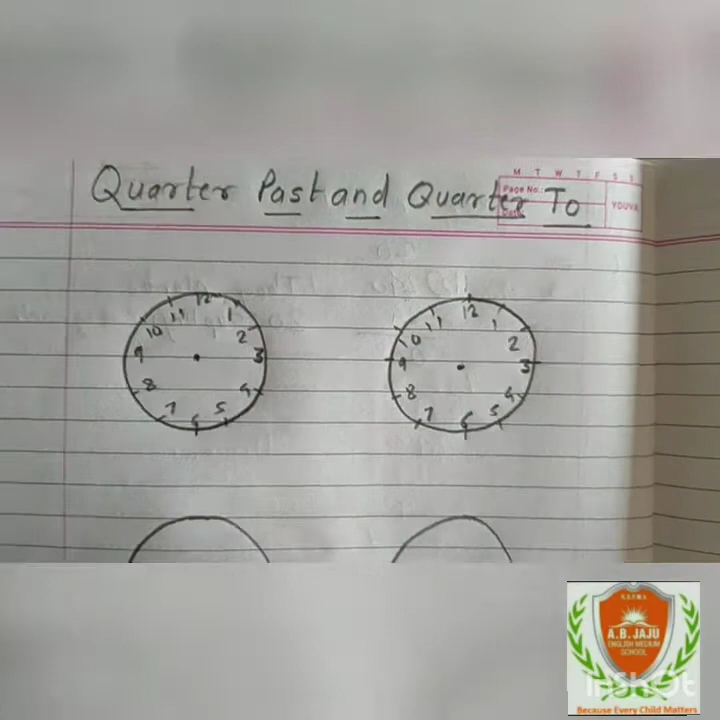 M T W T F S S
Quarter Past and Quarter To
Page No.:
YOUVA
12
11 1
10 2
9 3
8 4
7 5
6
12
11 1
10 2
9 3
8 4
7 5
6
A.B. JAJU
ENGLISH MEDIUM
SCHOOL
InShOt
Because Every Child Matters